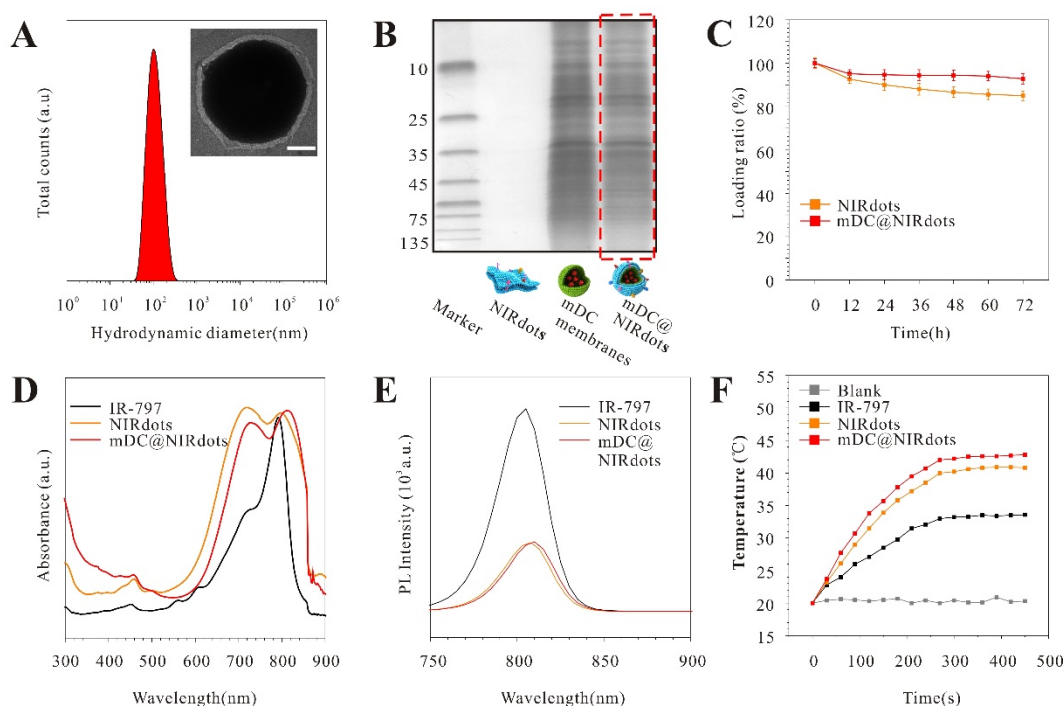 A
Total counts (a.u)
10⁰ 10¹ 10² 10³ 10⁴ 10⁵ 10⁶
Hydrodynamic diameter(nm)
B
10
25
35
45
75
135
Marker
NIRdots
mDC
membranes
mDC@
NIRdots
C
Loading ratio (%)
120
100
80
60
40
20
0
NIRdots
mDC@NIRdots
0 12 24 36 48 60 72
Time(h)
D
Absorbance (a.u.)
IR-797
NIRdots
mDC@NIRdots
300 400 500 600 700 800 900
Wavelength(nm)
E
PL Intensity (10³ a.u.)
IR-797
NIRdots
mDC@
NIRdots
750 800 850 900
Wavelength(nm)
F
Temperature (℃)
55
50
45
40
35
30
25
20
15
Blank
IR-797
NIRdots
mDC@NIRdots
0 100 200 300 400 500
Time(s)